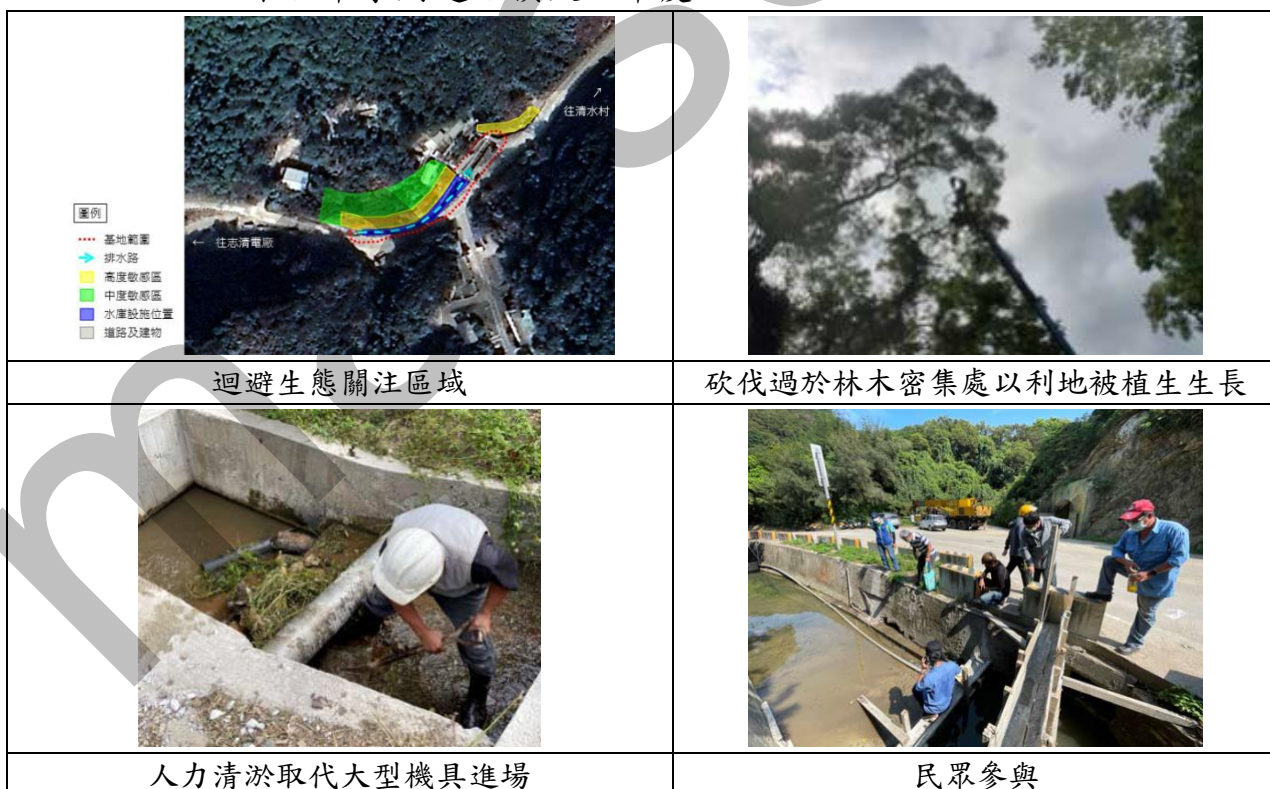 往清水村
圖例
基地範圍
排水路
高度敏感區
中度敏感區
水庫設施位置
道路及建物
← 往志清電廠
迴避生態關注區域
砍伐過於林木密集處以利地被植生生長
人力清淤取代大型機具進場
民眾參與